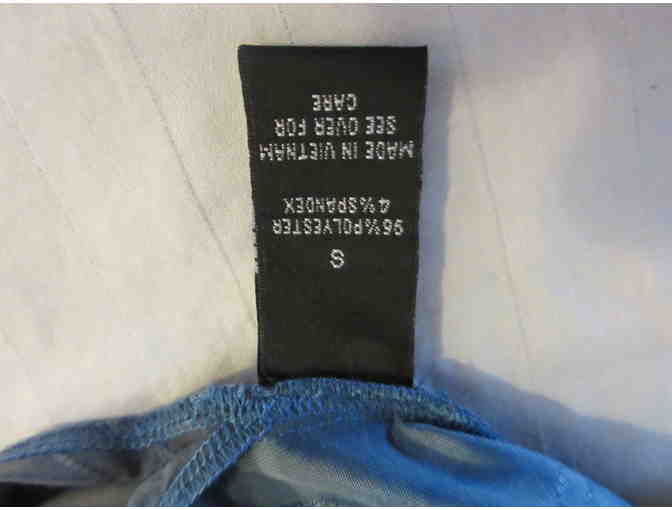 S
96%POLYESTER
4%SPANDEX
MADE IN VIETNAM
SEE OVER FOR
CARE